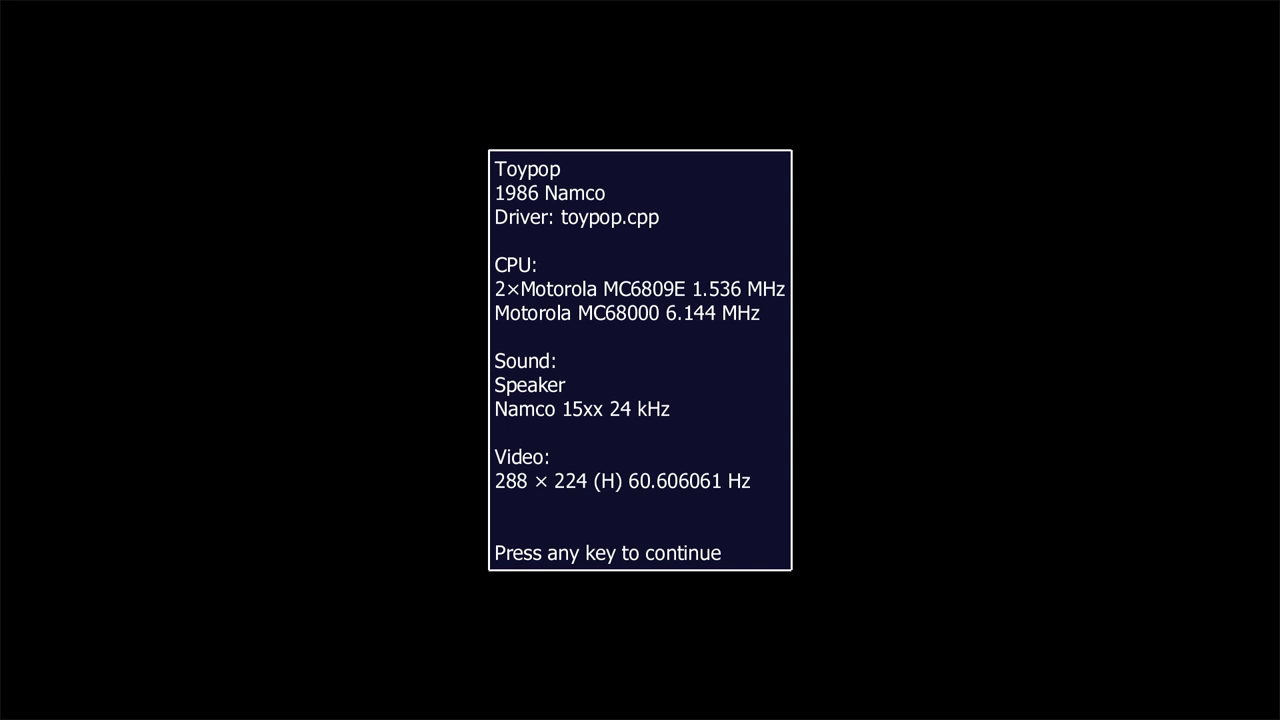 Toypop
1986 Namco
Driver: toypop.cpp
CPU:
2×Motorola MC6809E 1.536 MHz
Motorola MC68000 6.144 MHz
Sound:
Speaker
Namco 15xx 24 kHz
Video:
288 × 224 (H) 60.606061 Hz
Press any key to continue